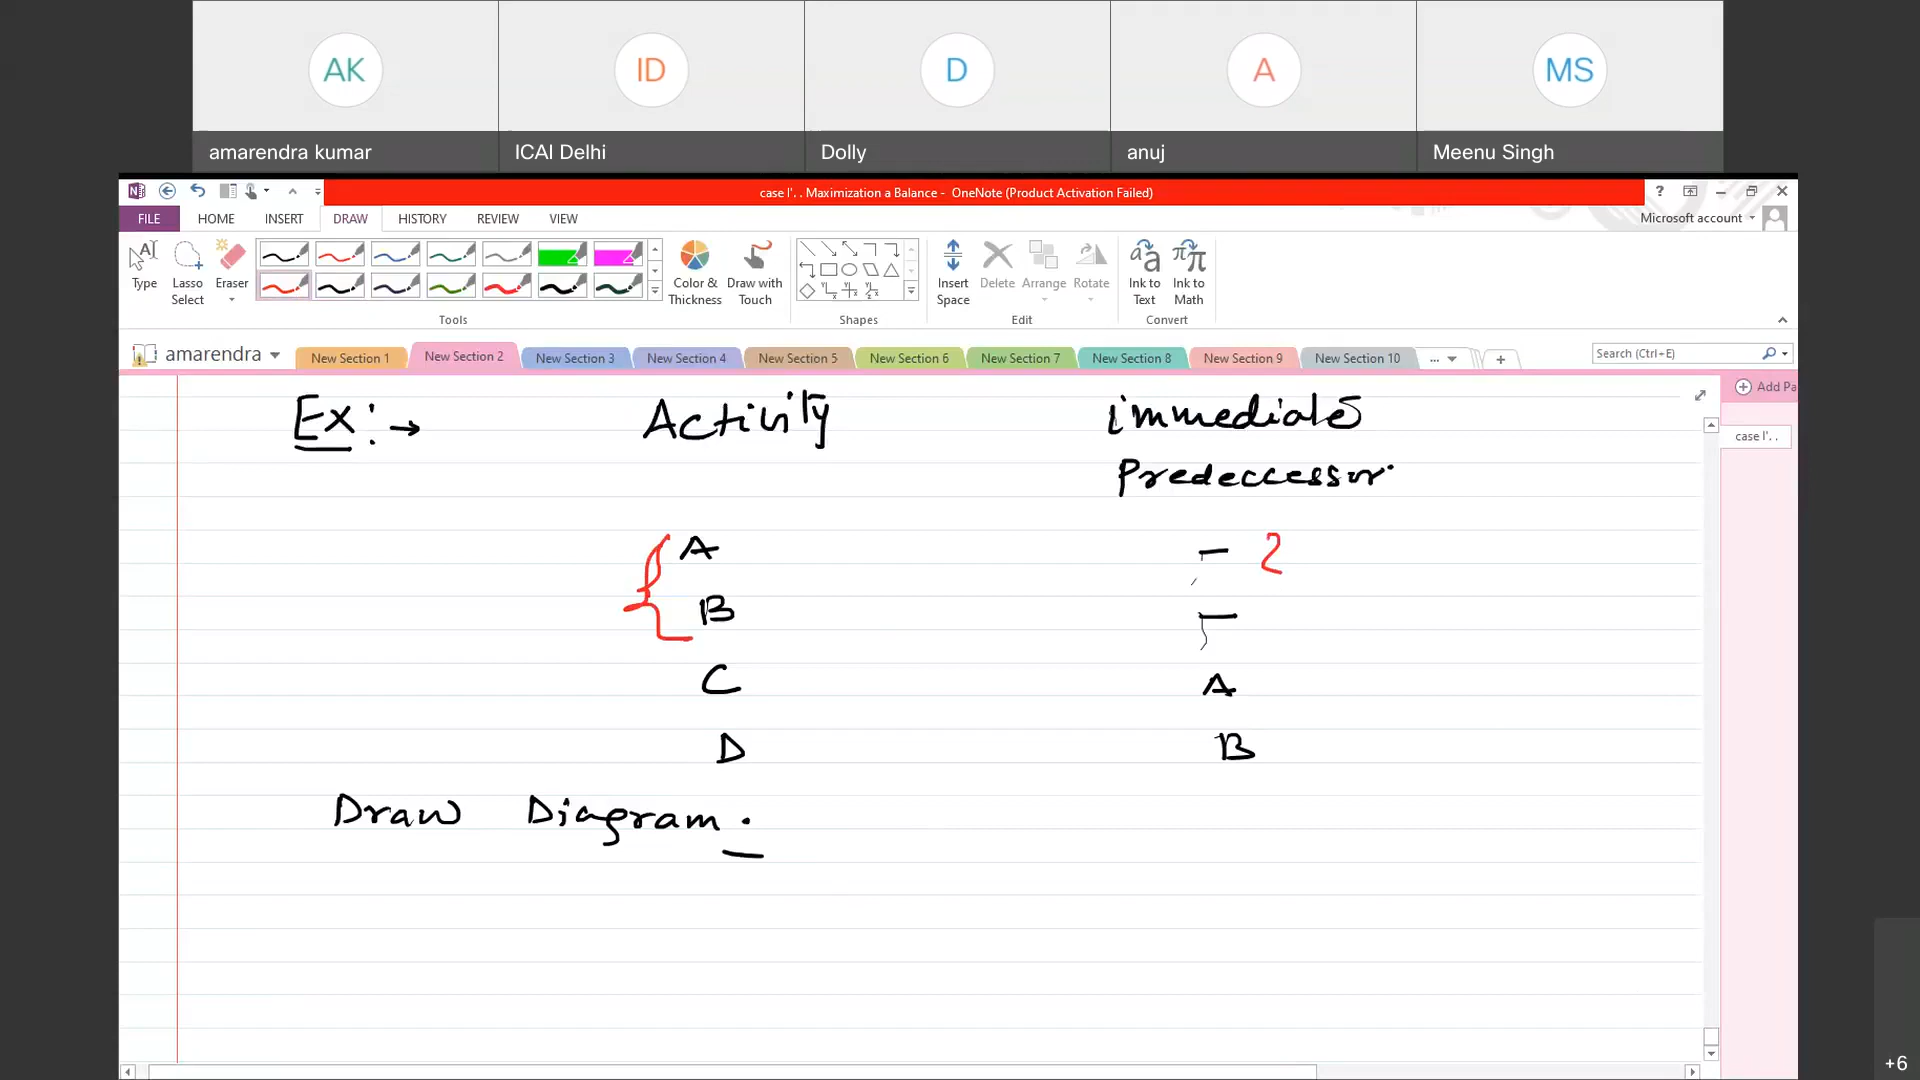 AK ID D A MS
amarendra kumar ICAI Delhi Dolly anuj Meenu Singh
case I'. . Maximization a Balance - OneNote (Product Activation Failed) ?
FILE HOME INSERT DRAW HISTORY REVIEW VIEW Microsoft account
Type Lasso Select Eraser Color & Thickness Draw with Touch Insert Space Delete Arrange Rotate Ink to Text Ink to Math
Tools Shapes Edit Convert
amarendra New Section 1 New Section 2 New Section 3 New Section 4 New Section 5 New Section 6 New Section 7 New Section 8 New Section 9 New Section 10 ... Search (Ctrl+E)
Add Pa
case I'. .
Ex:→ Activity immediate
Predeccessor
A – 2
B –
C A
D B
Draw Diagram.
+6